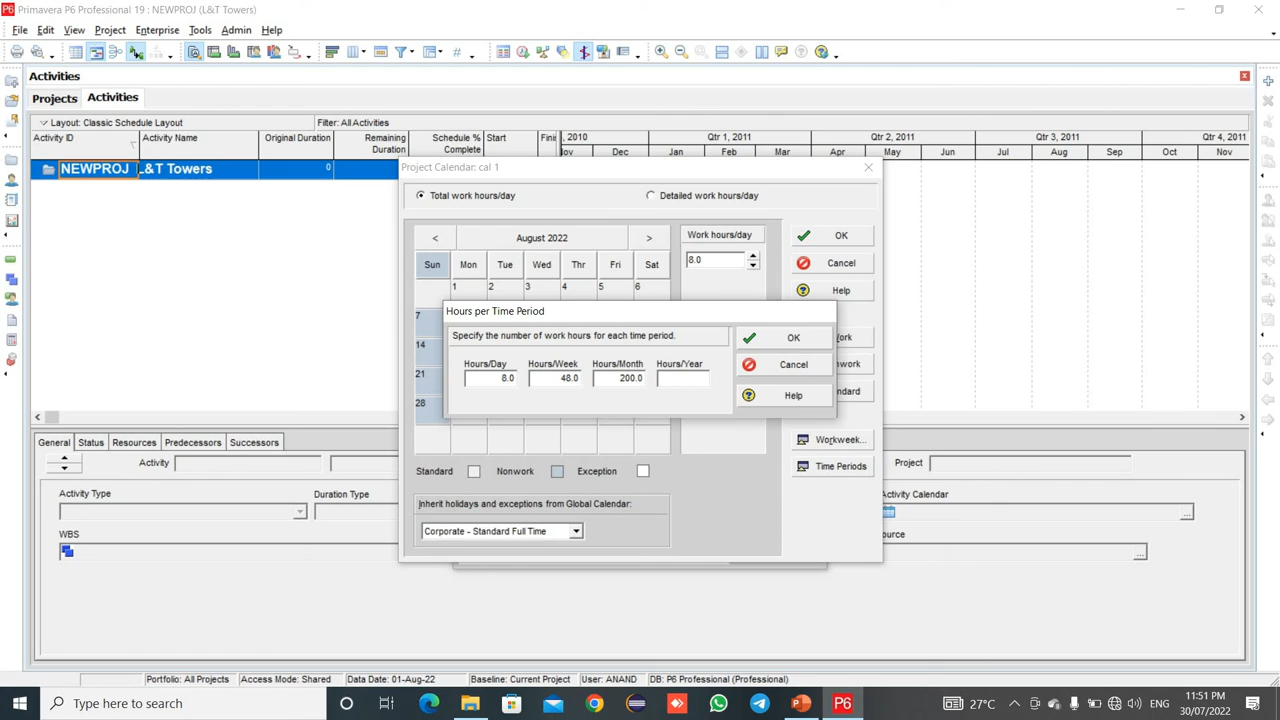 Primavera P6 Professional 19 : NEWPROJ (L&T Towers)
File Edit View Project Enterprise Tools Admin Help
Activities
Projects Activities
Layout: Classic Schedule Layout Filter: All Activities
Activity ID Activity Name Original Duration Remaining Duration Schedule % Complete Start Finis , 2010 Qtr 1, 2011 Qtr 2, 2011 Qtr 3, 2011 Qtr 4, 2011
Nov Dec Jan Feb Mar Apr May Jun Jul Aug Sep Oct Nov
NEWPROJ L&T Towers 0
Project Calendar: cal 1
Total work hours/day Detailed work hours/day
< August 2022 > Work hours/day OK
Sun Mon Tue Wed Thr Fri Sat 8.0 Cancel
1 2 3 4 5 6 Help
7
14
21
28
Hours per Time Period
Specify the number of work hours for each time period. OK
Hours/Day Hours/Week Hours/Month Hours/Year Cancel
8.0 48.0 200.0
Help
Workweek...
Time Periods
Standard Nonwork Exception
Inherit holidays and exceptions from Global Calendar:
Corporate - Standard Full Time
General Status Resources Predecessors Successors
Activity Project
Activity Type Duration Type Activity Calendar
WBS
Portfolio: All Projects Access Mode: Shared Data Date: 01-Aug-22 Baseline: Current Project User: ANAND DB: P6 Professional (Professional)
Type here to search 27°C ENG 11:51 PM
30/07/2022